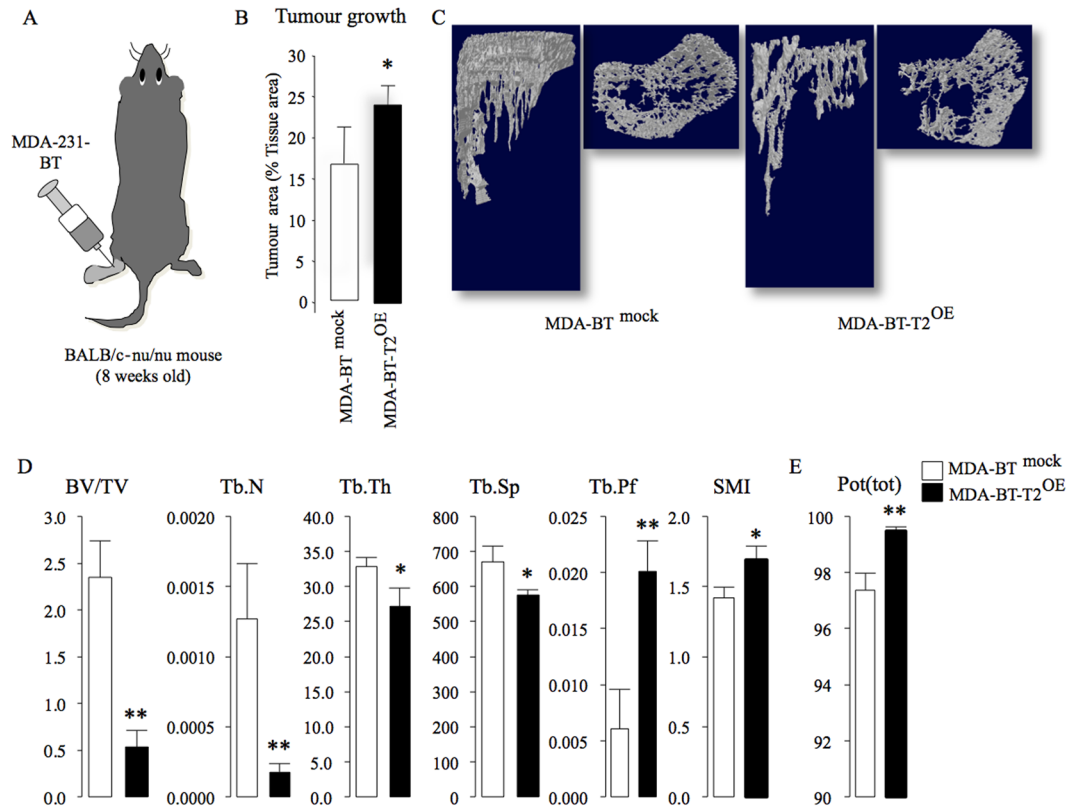 A
MDA-231-
BT
BALB/c-nu/nu mouse
(8 weeks old)
B
Tumour growth
Tumour area (% Tissue area)
30
25
20
15
10
5
0
*
MDA-BT mock
MDA-BT-T2 OE
C
MDA-BT mock
MDA-BT-T2 OE
D
BV/TV
3.0
2.5
2.0
1.5
1.0
0.5
0.0
**
Tb.N
0.0020
0.0015
0.0010
0.0005
0.0000
**
Tb.Th
40.0
35.0
30.0
25.0
20.0
15.0
10.0
5.0
0.0
*
Tb.Sp
800
700
600
500
400
300
200
100
0
*
Tb.Pf
0.025
0.020
0.015
0.010
0.005
0.000
**
SMI
2.0
1.5
1.0
0.5
0.0
*
E
Pot(tot)
100
98
96
94
92
90
**
MDA-BT mock
MDA-BT-T2 OE